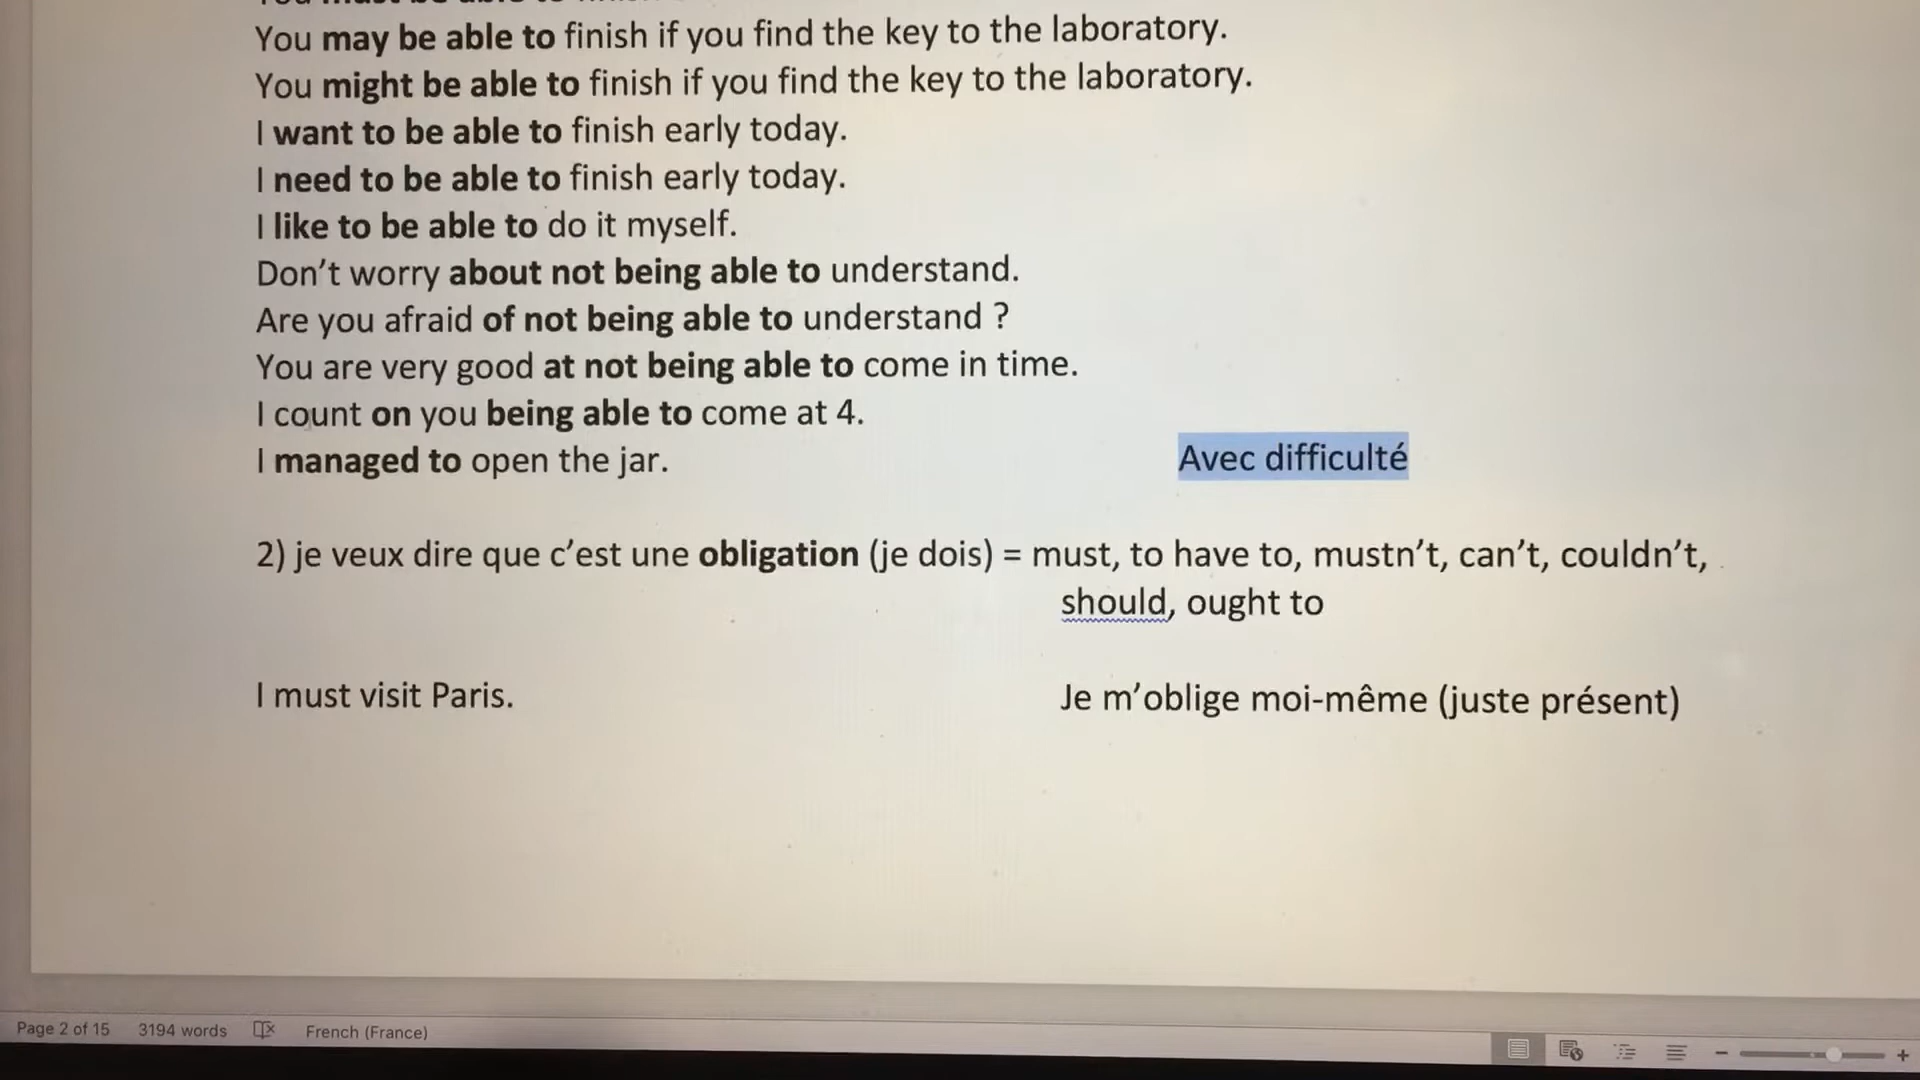 You may be able to finish if you find the key to the laboratory.
You might be able to finish if you find the key to the laboratory.
I want to be able to finish early today.
I need to be able to finish early today.
I like to be able to do it myself.
Don’t worry about not being able to understand.
Are you afraid of not being able to understand ?
You are very good at not being able to come in time.
I count on you being able to come at 4.
I managed to open the jar. Avec difficulté
2) je veux dire que c’est une obligation (je dois) = must, to have to, mustn’t, can’t, couldn’t,
should, ought to
I must visit Paris. Je m’oblige moi-même (juste présent)
Page 2 of 15 3194 words French (France)